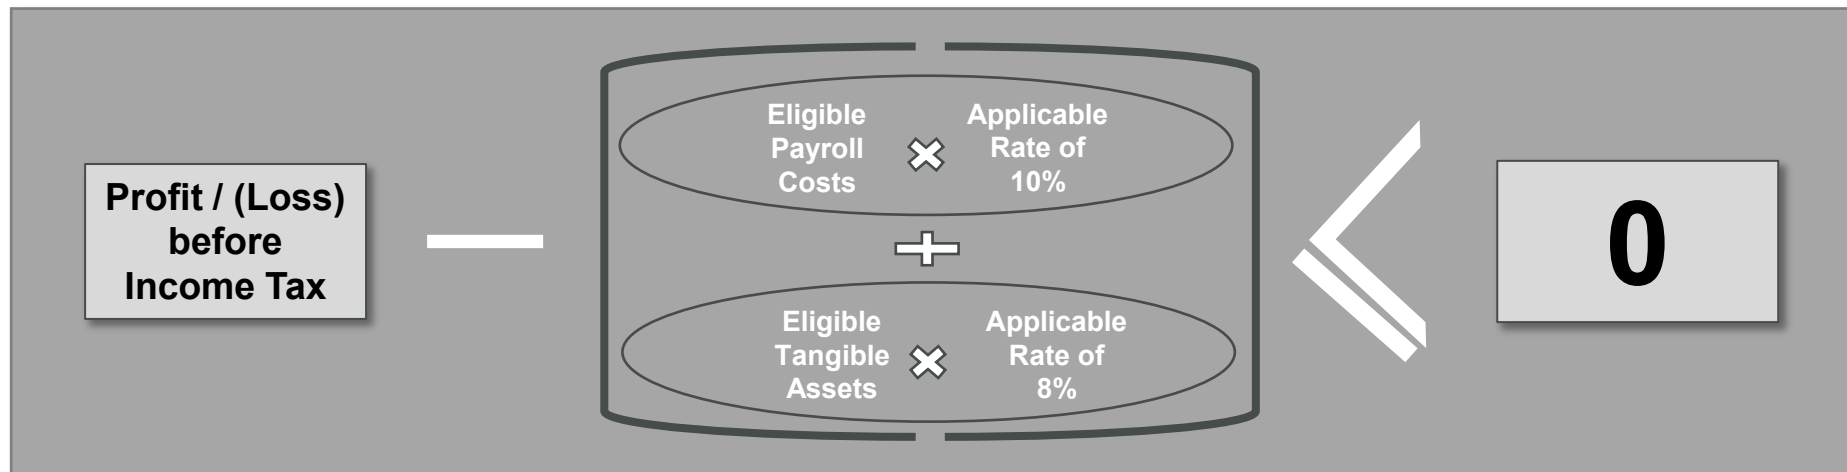 Profit / (Loss)
before
Income Tax
Eligible
Payroll
Costs
Applicable
Rate of
10%
Eligible
Tangible
Assets
Applicable
Rate of
8%
0